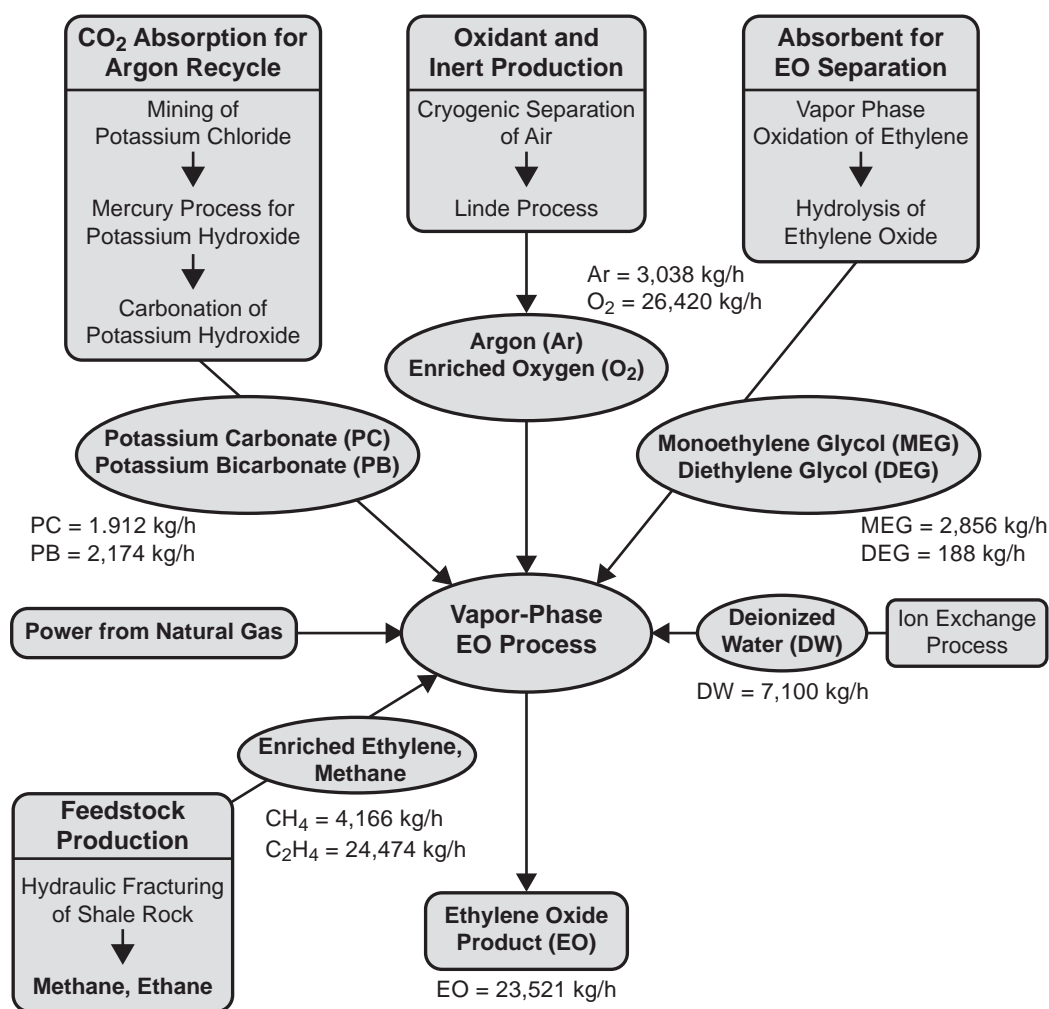 CO₂ Absorption for
Argon Recycle
Mining of
Potassium Chloride
Mercury Process for
Potassium Hydroxide
Carbonation of
Potassium Hydroxide
Oxidant and
Inert Production
Cryogenic Separation
of Air
Linde Process
Absorbent for
EO Separation
Vapor Phase
Oxidation of Ethylene
Hydrolysis of
Ethylene Oxide
Ar = 3,038 kg/h
O₂ = 26,420 kg/h
Argon (Ar)
Enriched Oxygen (O₂)
Potassium Carbonate (PC)
Potassium Bicarbonate (PB)
Monoethylene Glycol (MEG)
Diethylene Glycol (DEG)
PC = 1.912 kg/h
PB = 2,174 kg/h
MEG = 2,856 kg/h
DEG = 188 kg/h
Power from Natural Gas
Vapor-Phase
EO Process
Deionized
Water (DW)
Ion Exchange
Process
DW = 7,100 kg/h
Enriched Ethylene,
Methane
CH₄ = 4,166 kg/h
C₂H₄ = 24,474 kg/h
Feedstock
Production
Hydraulic Fracturing
of Shale Rock
Methane, Ethane
Ethylene Oxide
Product (EO)
EO = 23,521 kg/h